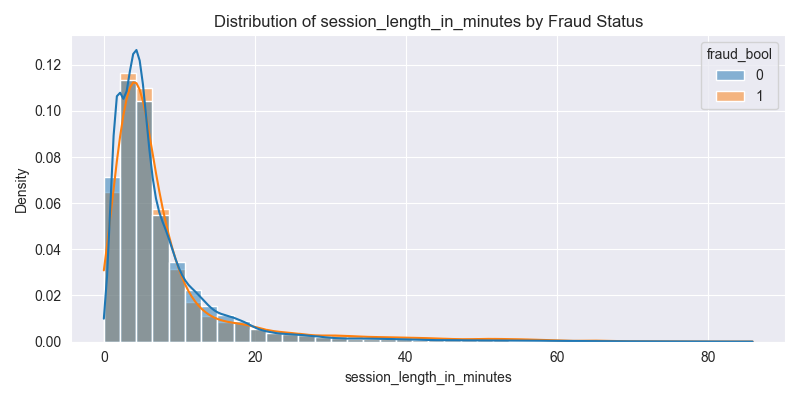 Distribution of session_length_in_minutes by Fraud Status
fraud_bool
0
1
0.12
0.10
0.08
0.06
0.04
0.02
0.00
Density
0 20 40 60 80
session_length_in_minutes